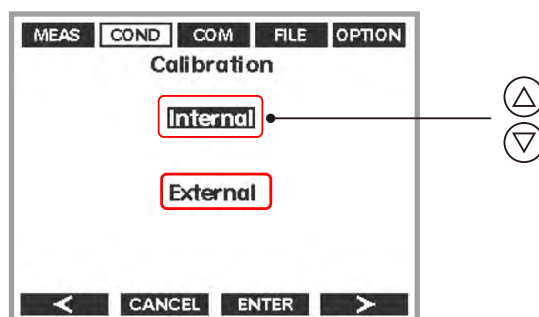 MEAS COND COM FILE OPTION
Calibration
Internal
External
< CANCEL ENTER >